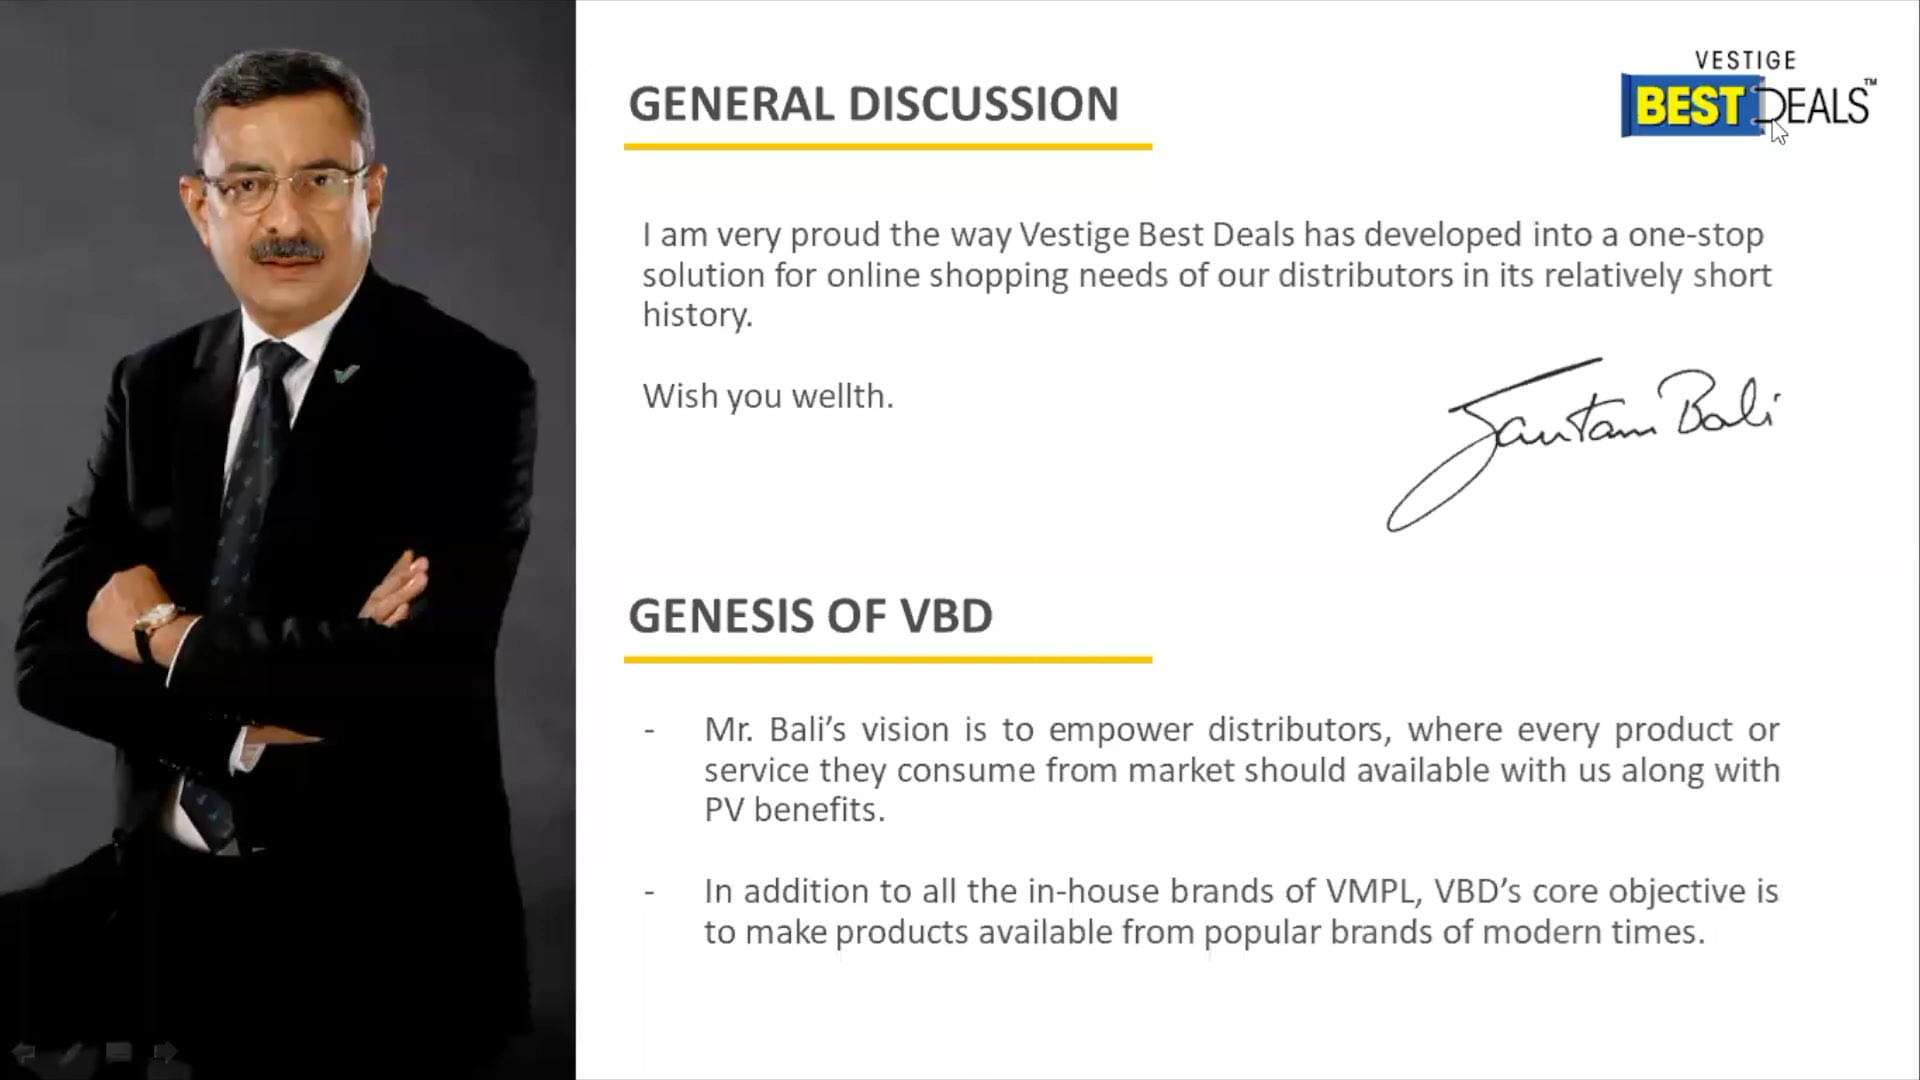 GENERAL DISCUSSION
VESTIGE
BEST DEALS™
I am very proud the way Vestige Best Deals has developed into a one-stop
solution for online shopping needs of our distributors in its relatively short
history.
Wish you wellth.
Gautam Bali
GENESIS OF VBD
- Mr. Bali’s vision is to empower distributors, where every product or
service they consume from market should available with us along with
PV benefits.
- In addition to all the in-house brands of VMPL, VBD’s core objective is
to make products available from popular brands of modern times.